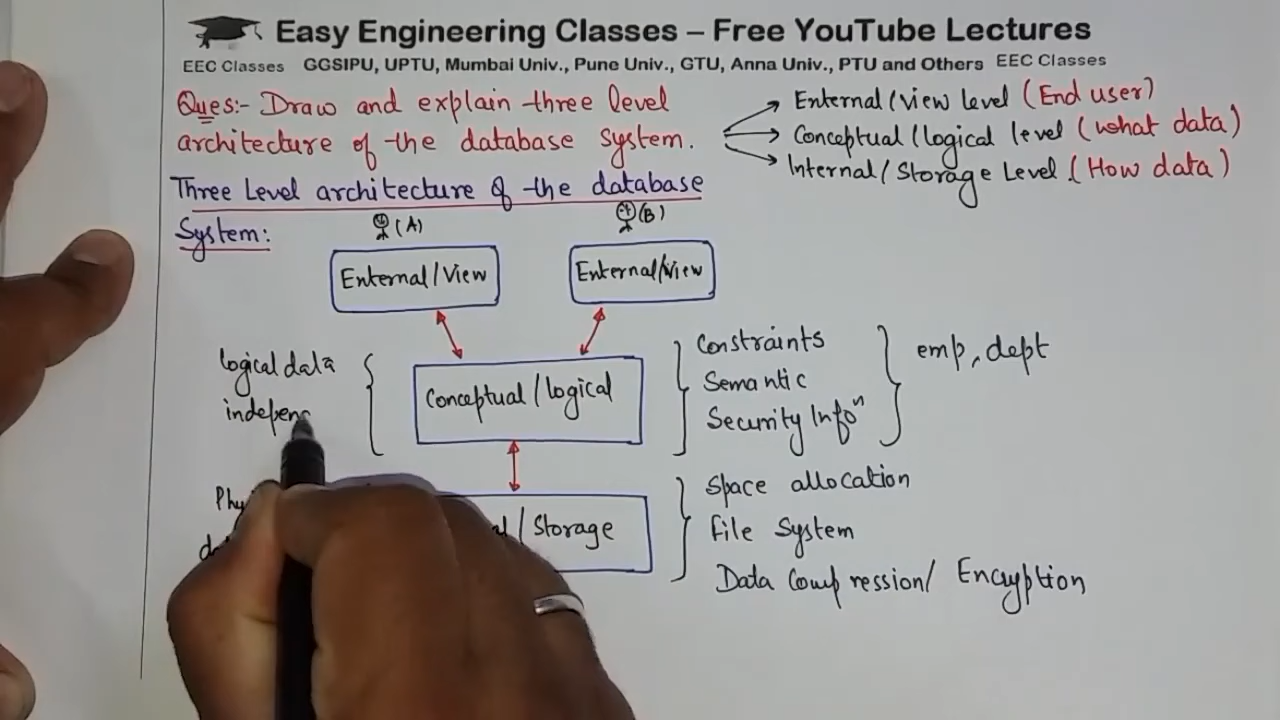 Easy Engineering Classes – Free YouTube Lectures
EEC Classes GGSIPU, UPTU, Mumbai Univ., Pune Univ., GTU, Anna Univ., PTU and Others EEC Classes
Ques:- Draw and explain three level
architecture of the database system.
External/View Level (End user)
Conceptual/logical level (what data)
Internal/Storage Level (How data)
Three Level architecture of the database
System:
(A)
(B)
External/View
External/View
logical data
indepen
Conceptual/logical
Constraints
Semantic
Security Infoⁿ
emp, dept
Storage
Space allocation
File System
Data Compression/ Encryption